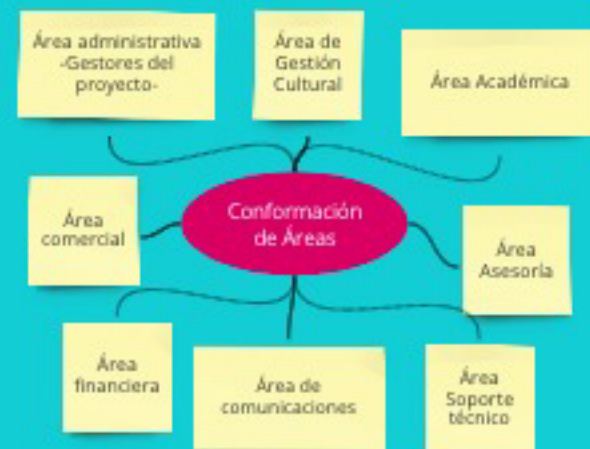 Área administrativa
-Gestores del
proyecto-
Área de
Gestión
Cultural
Área Académica
Área
comercial
Conformación
de Áreas
Área
Asesoría
Área
financiera
Área de
comunicaciones
Área
Soporte
técnico